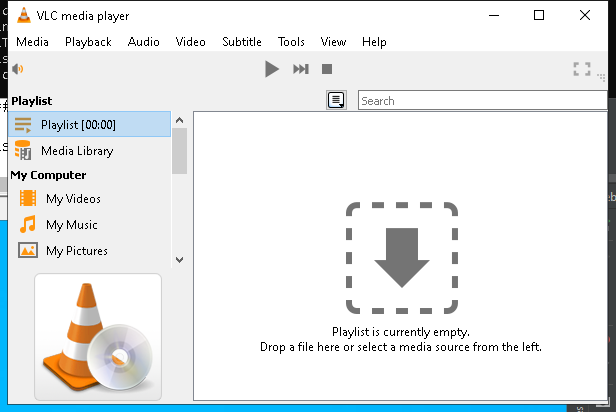 VLC media player
Media Playback Audio Video Subtitle Tools View Help
Playlist
Search
Playlist [00:00]
Media Library
My Computer
My Videos
My Music
My Pictures
Playlist is currently empty.
Drop a file here or select a media source from the left.